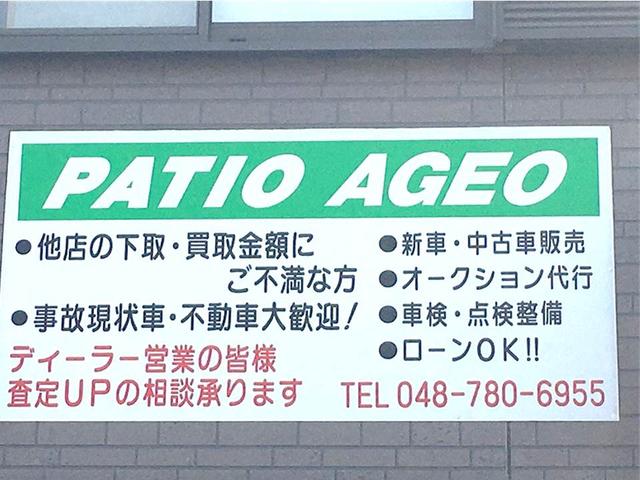 PATIO AGEO
●他店の下取・買取金額に
ご不満な方
●事故現状車・不動車大歓迎!
ディーラー営業の皆様
査定UPの相談承ります
●新車・中古車販売
●オークション代行
●車検・点検整備
●ローンOK!!
TEL 048-780-6955